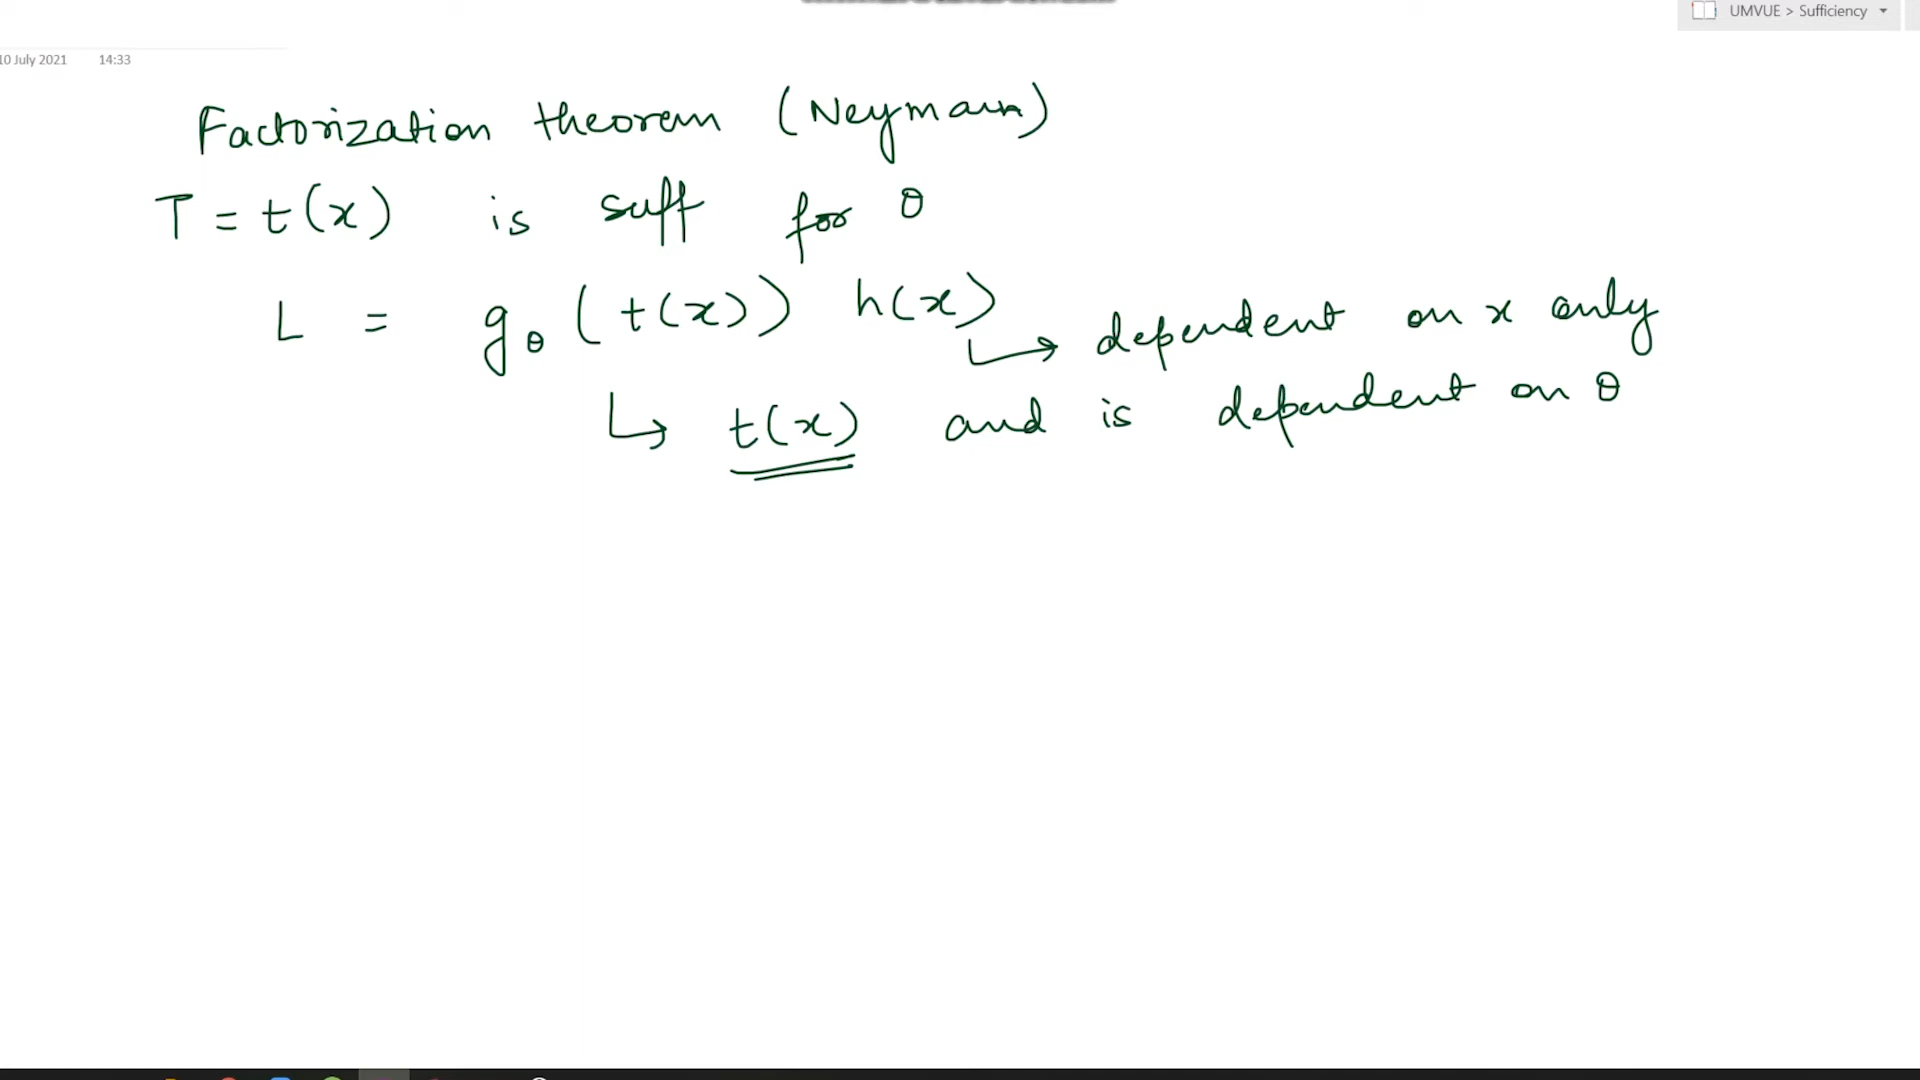 UMVUE > Sufficiency
10 July 2021 14:33
Factorization theorem (Neymann)
T = t(x) is suff for θ
L = g_θ (t(x)) h(x)
↳ dependent on x only
↳ t(x) and is dependent on θ